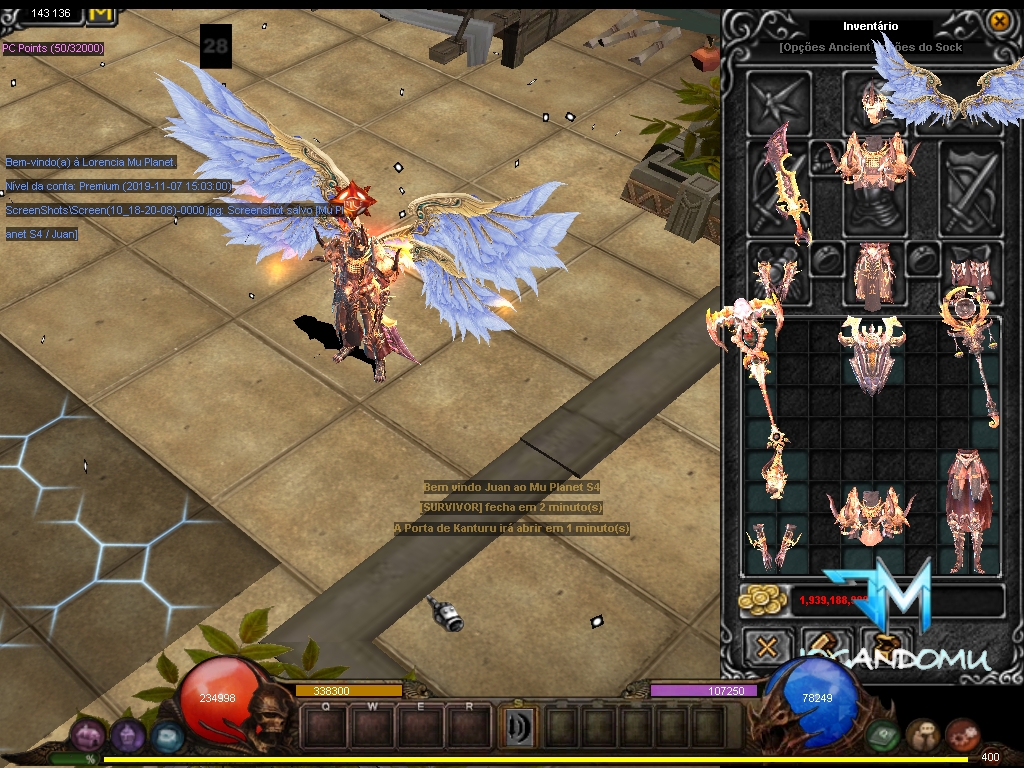 143 136
M
PC Points (50/32000)
28
Bem-vindo(a) á Lorencia Mu Planet.
Nível da conta: Premium (2019-11-07 15:03:00)
ScreenShots\Screen(10_18-20-08)-0000.jpg: Screenshot salvo [Mu Pl
anet S4 / Juan]
Inventário
[Opções Ancient ões do Sock
Bem vindo Juan ao Mu Planet S4
[SURVIVOR] fecha em 2 minuto(s)
A Porta de Kanturu irá abrir em 1 minuto(s)
1,939,188,9
JM
JOGANDOMU
234998
338300
Q W E R
S
107250
78249
%
400